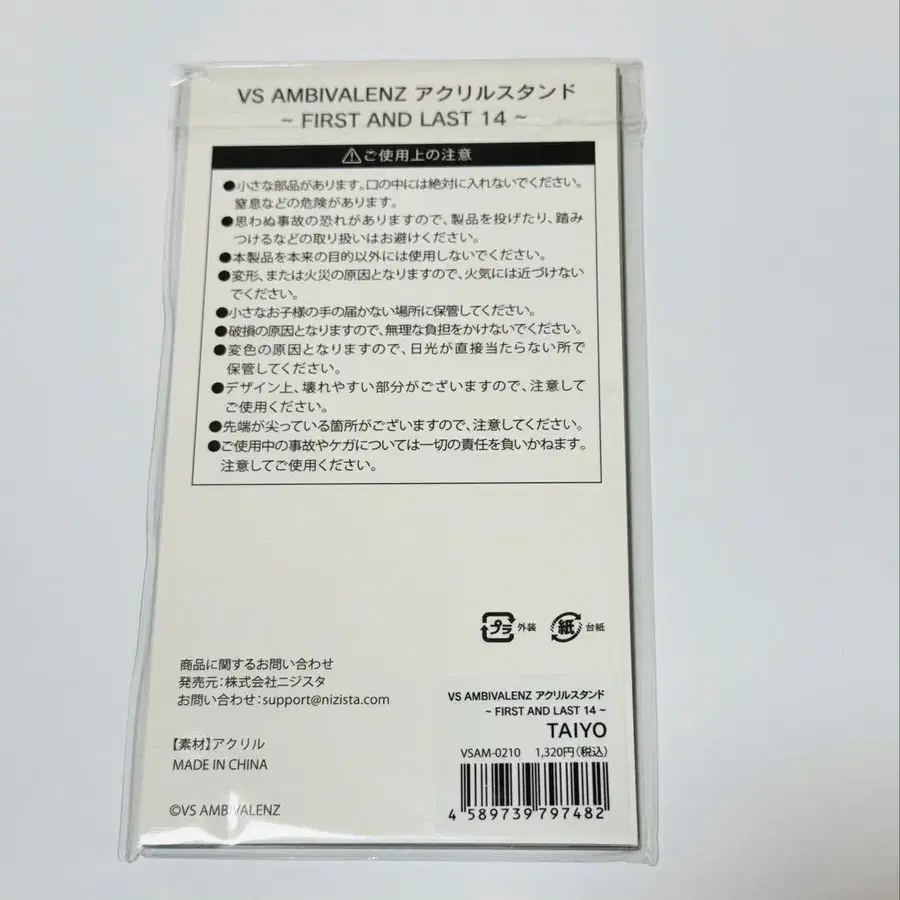 VS AMBIVALENZ アクリルスタンド
~ FIRST AND LAST 14 ~
⚠ご使用上の注意
●小さな部品があります。口の中には絶対に入れないでください。
窒息などの危険があります。
●思わぬ事故の恐れがありますので、製品を投げたり、踏み
つけるなどの取り扱いはお避けください。
●本製品を本来の目的以外には使用しないでください。
●変形、または火災の原因となりますので、火気には近づけない
でください。
●小さなお子様の手の届かない場所に保管してください。
●破損の原因となりますので、無理な負担をかけないでください。
●変色の原因となりますので、日光が直接当たらない所で
保管してください。
●デザイン上、壊れやすい部分がございますので、注意して
ご使用ください。
●先端が尖っている箇所がございますので、注意してください。
●ご使用中の事故やケガについては一切の責任を負いかねます。
注意してご使用ください。
プラ 外装 紙 台紙
商品に関するお問い合わせ
発売元:株式会社ニジスタ
お問い合わせ:support@nizista.com
【素材】アクリル
MADE IN CHINA
©VS AMBIVALENZ
VS AMBIVALENZ アクリルスタンド
~ FIRST AND LAST 14 ~
TAIYO
VSAM-0210 1,320円(税込)
4 589739 797482